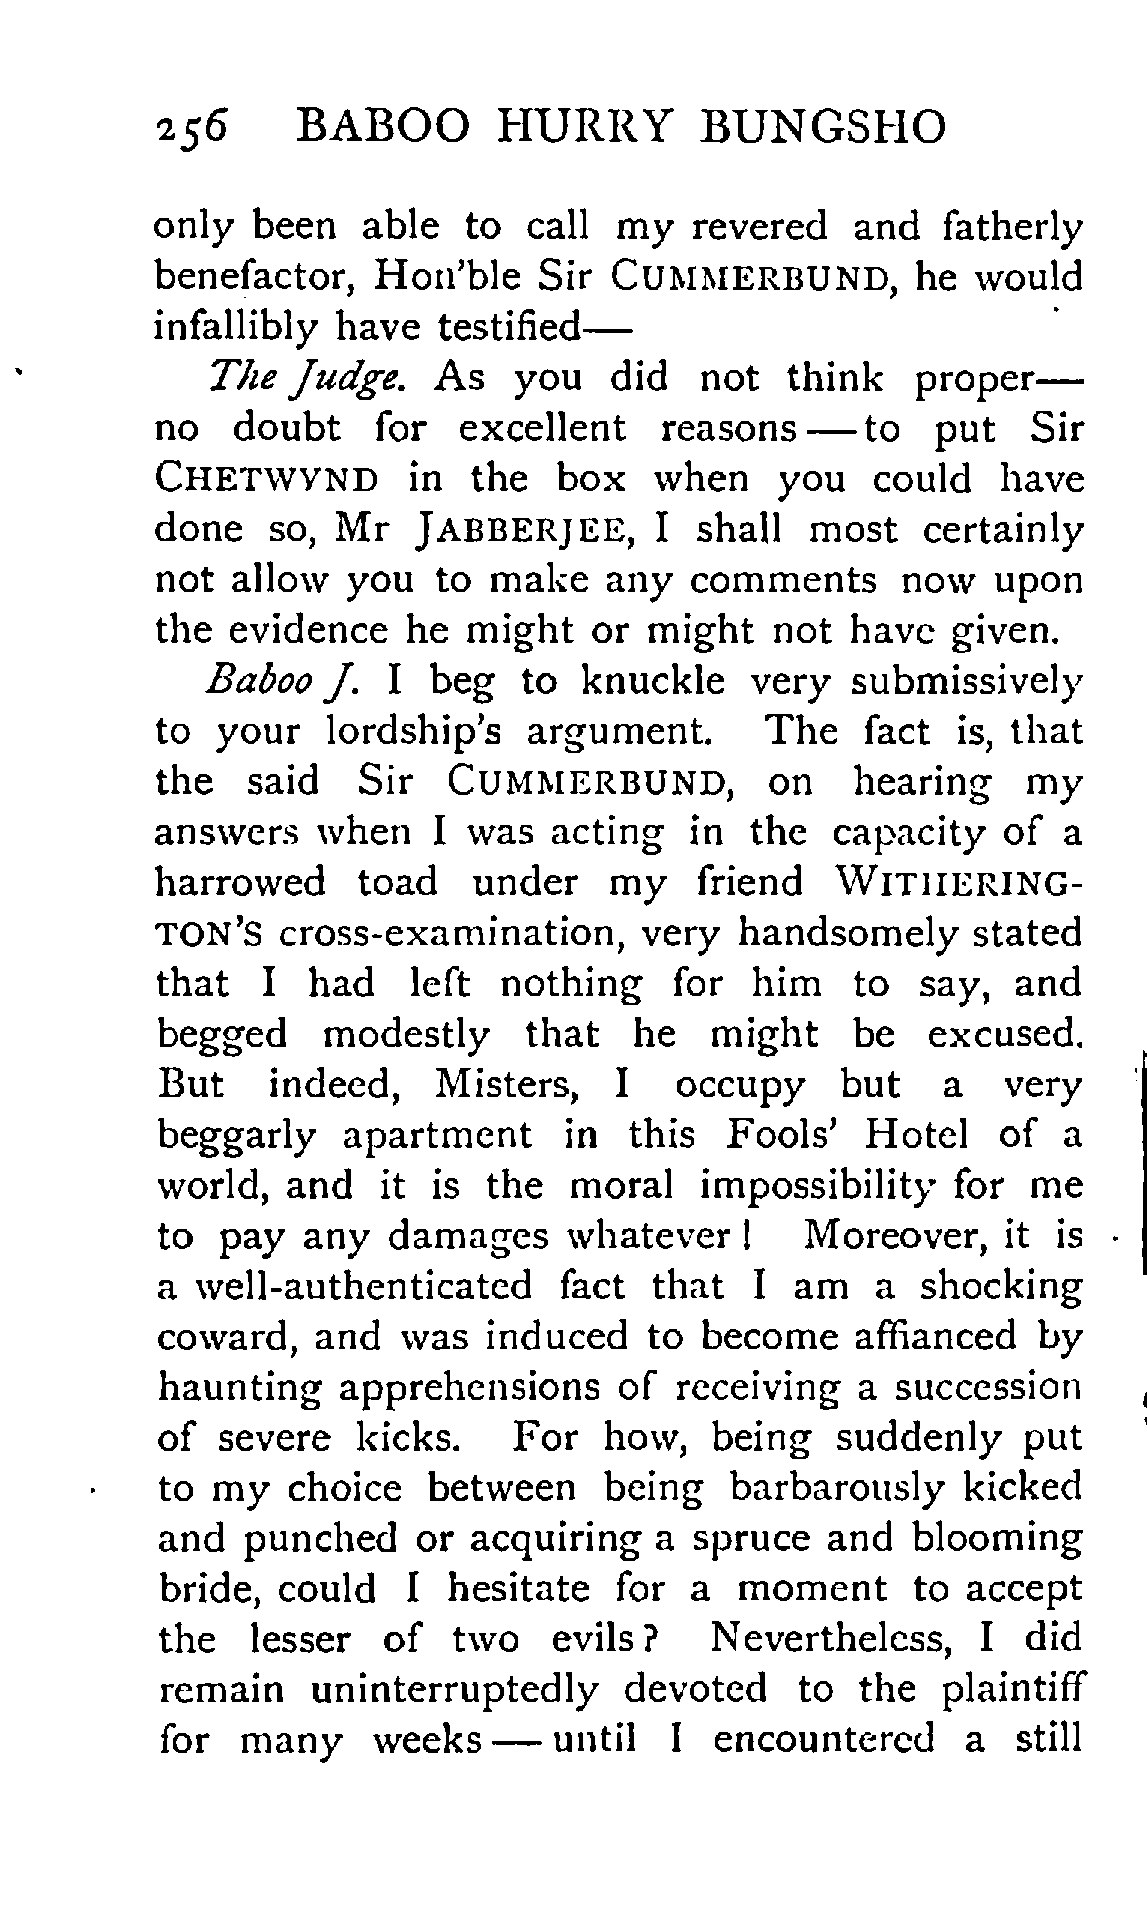 256 BABOO HURRY BUNGSHO
only been able to call my revered and fatherly
benefactor, Hon'ble Sir CUMMERBUND, he would
infallibly have testified—
The Judge. As you did not think proper—
no doubt for excellent reasons — to put Sir
CHETWYND in the box when you could have
done so, Mr JABBERJEE, I shall most certainly
not allow you to make any comments now upon
the evidence he might or might not have given.
Baboo J. I beg to knuckle very submissively
to your lordship's argument. The fact is, that
the said Sir CUMMERBUND, on hearing my
answers when I was acting in the capacity of a
harrowed toad under my friend WITHERING-
TON'S cross-examination, very handsomely stated
that I had left nothing for him to say, and
begged modestly that he might be excused.
But indeed, Misters, I occupy but a very
beggarly apartment in this Fools' Hotel of a
world, and it is the moral impossibility for me
to pay any damages whatever! Moreover, it is
a well-authenticated fact that I am a shocking
coward, and was induced to become affianced by
haunting apprehensions of receiving a succession
of severe kicks. For how, being suddenly put
to my choice between being barbarously kicked
and punched or acquiring a spruce and blooming
bride, could I hesitate for a moment to accept
the lesser of two evils? Nevertheless, I did
remain uninterruptedly devoted to the plaintiff
for many weeks — until I encountered a still